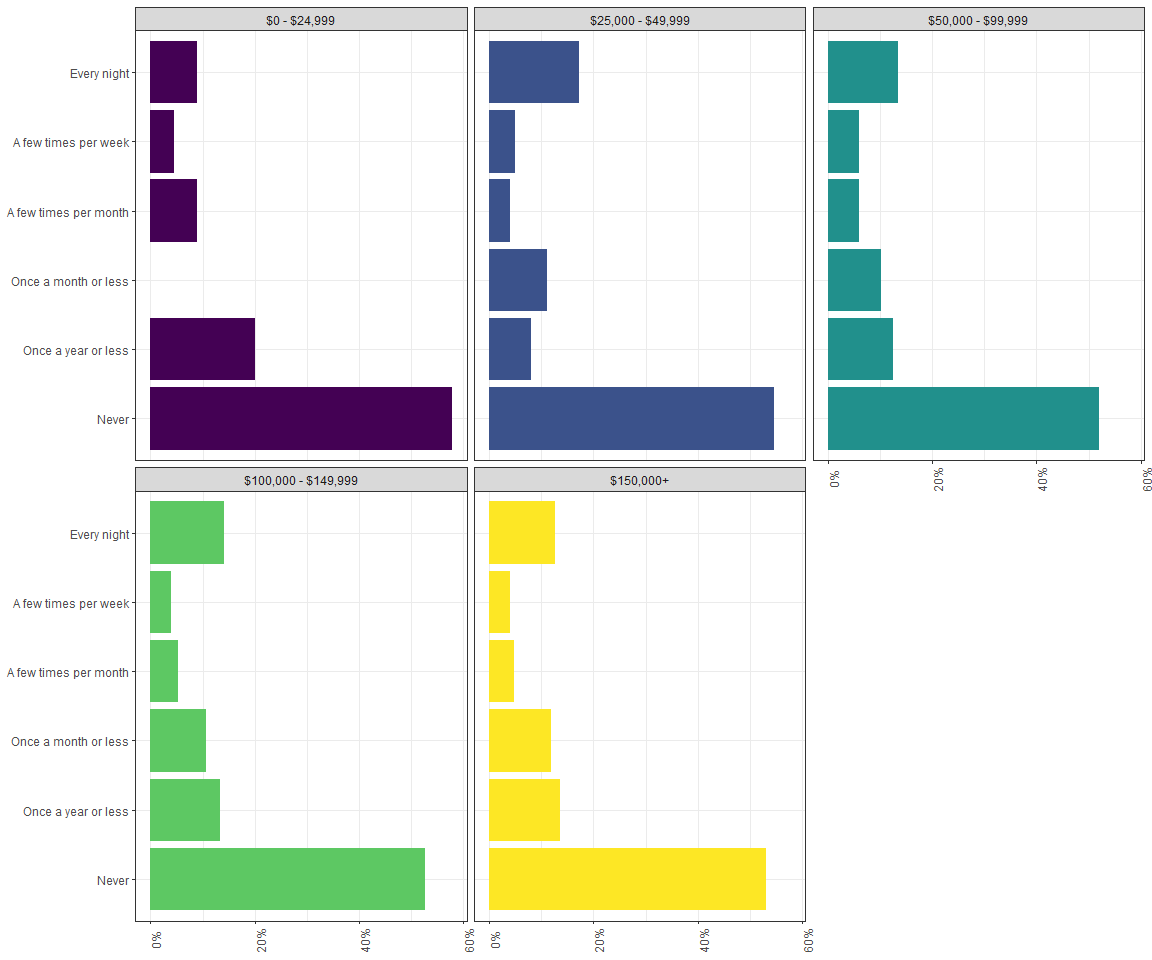 $0 - $24,999
$25,000 - $49,999
$50,000 - $99,999
Every night
A few times per week
A few times per month
Once a month or less
Once a year or less
Never
0%
20%
40%
60%
$100,000 - $149,999
$150,000+
Every night
A few times per week
A few times per month
Once a month or less
Once a year or less
Never
0%
20%
40%
60%
0%
20%
40%
60%